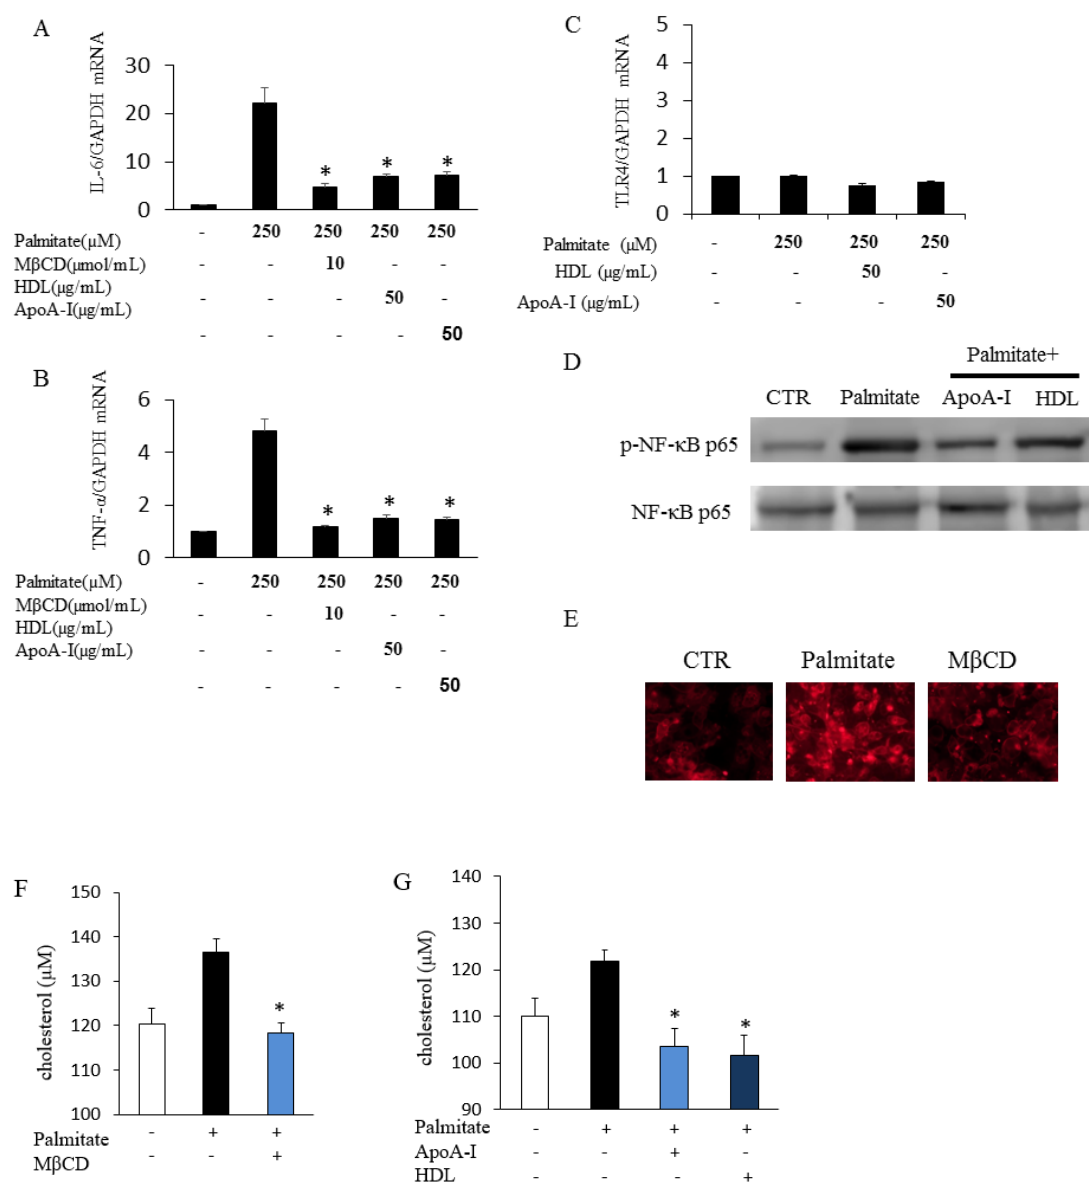 A
IL-6/GAPDH mRNA
30
20
10
0
Palmitate(μM) - 250 250 250 250
MβCD(μmol/mL) - - 10 - -
HDL(μg/mL) - - - 50 -
ApoA-I(μg/mL) - - - - 50
* * *
B
TNF-α/GAPDH mRNA
6
4
2
0
* * *
Palmitate(μM) - 250 250 250 250
MβCD(μmol/mL) - - 10 - -
HDL(μg/mL) - - - 50 -
ApoA-I(μg/mL) - - - - 50
C
TLR4/GAPDH mRNA
5
4
3
2
1
0
Palmitate (μM) - 250 250 250
HDL (μg/mL) - - 50 -
ApoA-I (μg/mL) - - - 50
D
Palmitate+
CTR Palmitate ApoA-I HDL
p-NF-κB p65
NF-κB p65
E
CTR Palmitate MβCD
F
cholesterol (μM)
150
140
130
120
110
100
*
Palmitate - + +
MβCD - - +
G
cholesterol (μM)
140
130
120
110
100
90
* *
Palmitate - + + +
ApoA-I - - + -
HDL - - - +